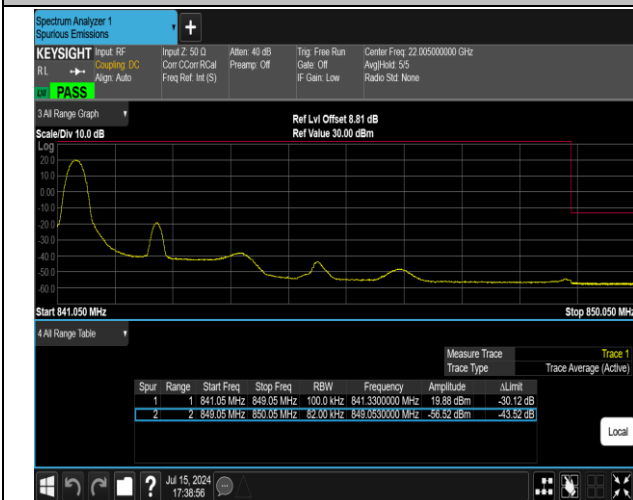 Spectrum Analyzer 1
Spurious Emissions
+
KEYSIGHT
RL
PASS
Input: RF
Coupling: DC
Align: Auto
Input Z: 50 Ω
Corr CCorr RCal
Freq Ref: Int (S)
Atten: 40 dB
Preamp: Off
Trig: Free Run
Gate: Off
IF Gain: Low
Center Freq: 22.005000000 GHz
Avg|Hold: 5/5
Radio Std: None
3 All Range Graph
Scale/Div 10.0 dB
Ref Lvl Offset 8.81 dB
Ref Value 30.00 dBm
Log
20.0
10.0
0.00
-10.0
-20.0
-30.0
-40.0
-50.0
-60.0
Start 841.050 MHz
Stop 850.050 MHz
4 All Range Table
Measure Trace Trace 1
Trace Type Trace Average (Active)
Spur Range Start Freq Stop Freq RBW Frequency Amplitude ΔLimit
1 1 841.05 MHz 849.05 MHz 100.0 kHz 841.3300000 MHz 19.88 dBm -30.12 dB
2 2 849.05 MHz 850.05 MHz 82.00 kHz 849.0530000 MHz -56.52 dBm -43.52 dB
Local
?
Jul 15, 2024
17:38:56